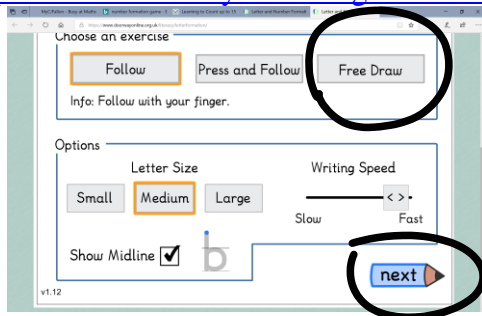 Choose an exercise
Follow Press and Follow Free Draw
Info: Follow with your finger.
Options
Letter Size Writing Speed
Small Medium Large < >
Slow Fast
Show Midline b
next
v1.12